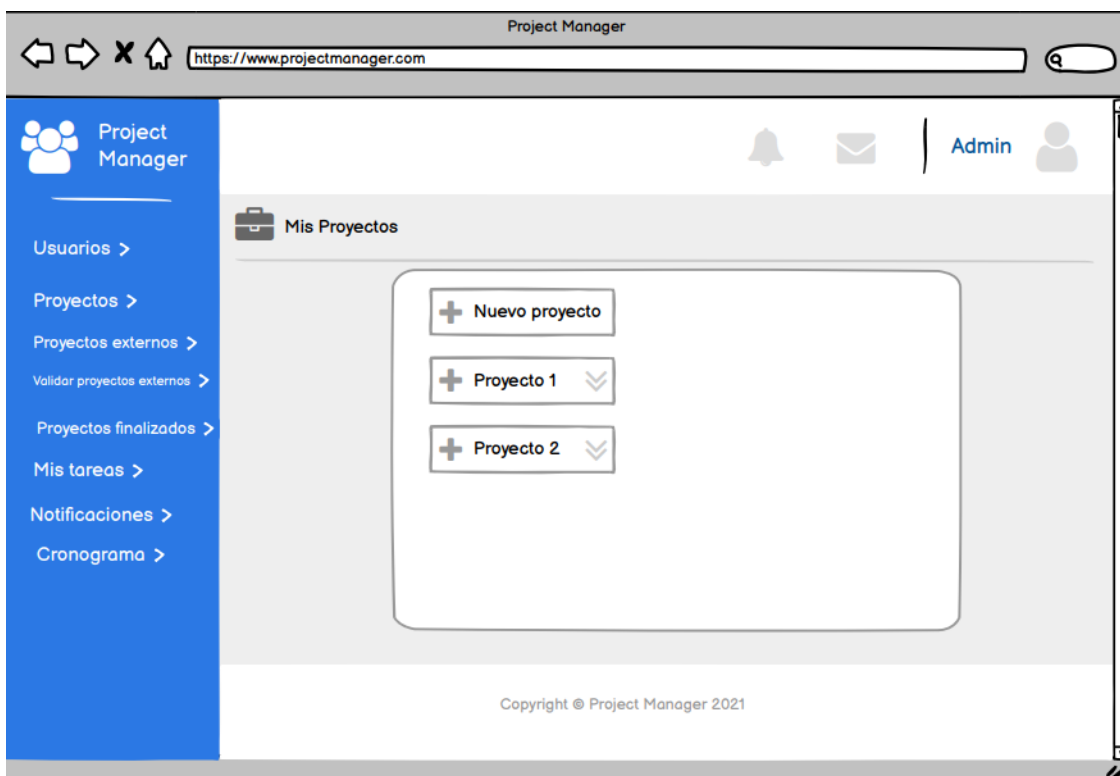 Project Manager
https://www.projectmanager.com
Project
Manager
Admin
Mis Proyectos
Usuarios >
Proyectos >
Proyectos externos >
Validar proyectos externos >
Proyectos finalizados >
Mis tareas >
Notificaciones >
Cronograma >
Nuevo proyecto
Proyecto 1
Proyecto 2
Copyright © Project Manager 2021